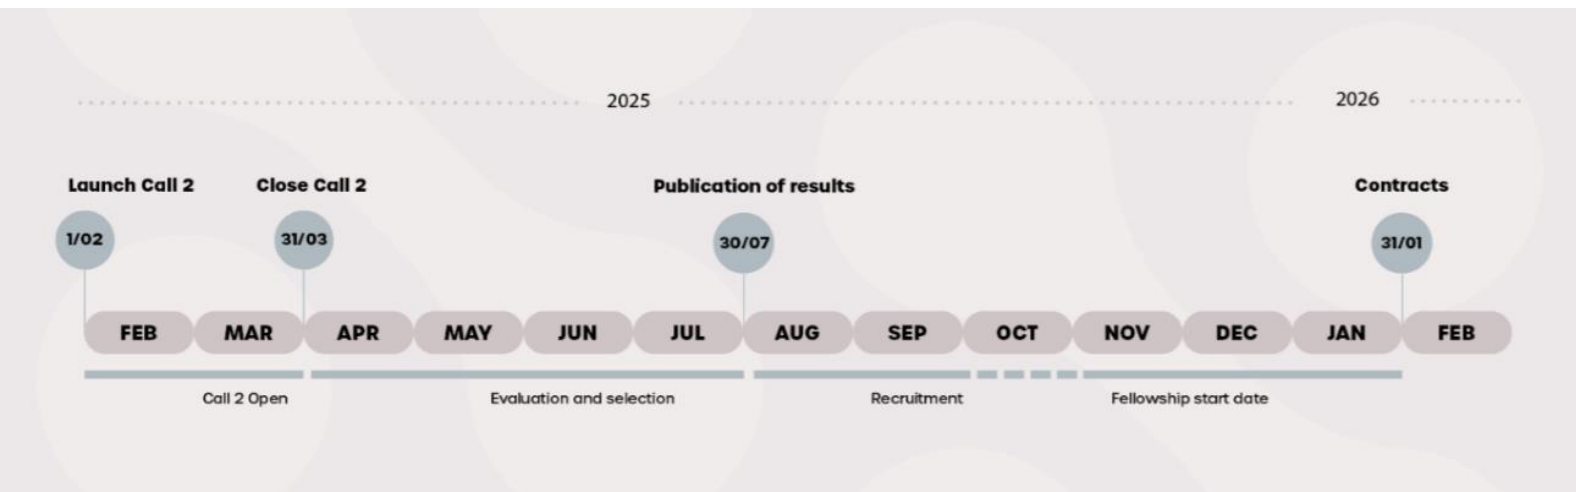 2025 2026
Launch Call 2 Close Call 2 Publication of results Contracts
1/02 31/03 30/07 31/01
FEB MAR APR MAY JUN JUL AUG SEP OCT NOV DEC JAN FEB
Call 2 Open Evaluation and selection Recruitment Fellowship start date